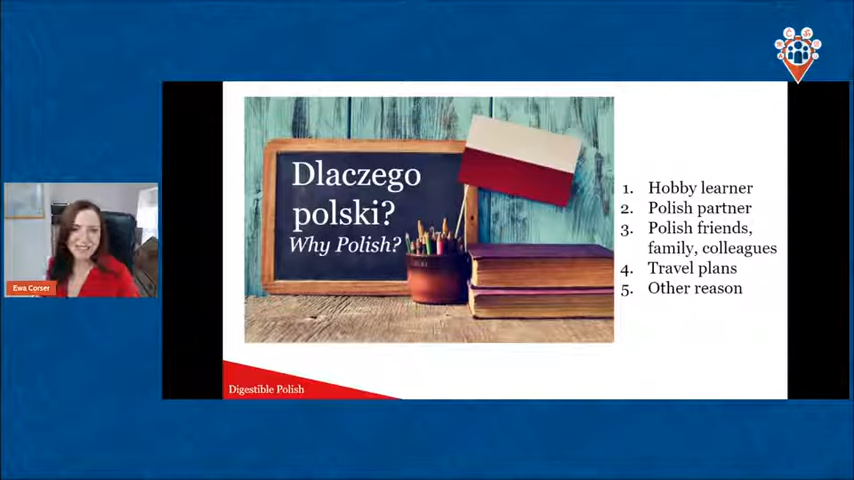 Dlaczego
polski?
Why Polish?
1. Hobby learner
2. Polish partner
3. Polish friends,
family, colleagues
4. Travel plans
5. Other reason
Ewa Corser
Digestible Polish